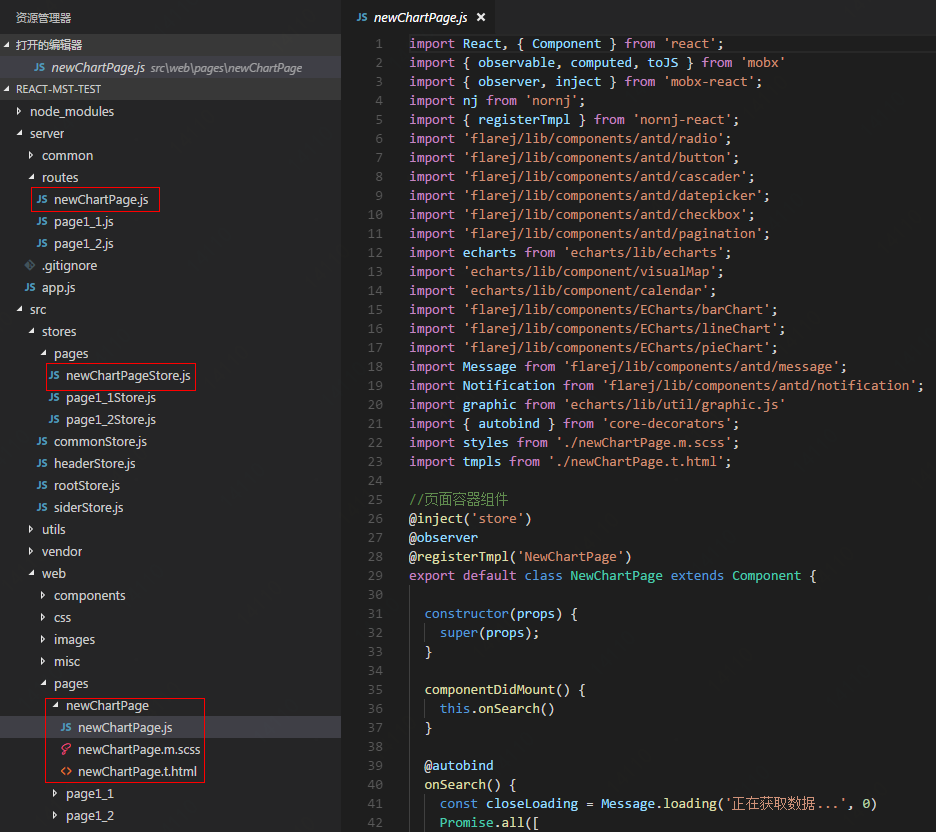 资源管理器
打开的编辑器
JS newChartPage.js src\web\pages\newChartPage
REACT-MST-TEST
node_modules
server
common
routes
JS newChartPage.js
JS page1_1.js
JS page1_2.js
.gitignore
JS app.js
src
stores
pages
JS newChartPageStore.js
JS page1_1Store.js
JS page1_2Store.js
JS commonStore.js
JS headerStore.js
JS rootStore.js
JS siderStore.js
utils
vendor
web
components
css
images
misc
pages
newChartPage
JS newChartPage.js
newChartPage.m.scss
<> newChartPage.t.html
page1_1
page1_2
JS newChartPage.js ×
1 import React, { Component } from 'react';
2 import { observable, computed, toJS } from 'mobx'
3 import { observer, inject } from 'mobx-react';
4 import nj from 'nornj';
5 import { registerTmpl } from 'nornj-react';
6 import 'flarej/lib/components/antd/radio';
7 import 'flarej/lib/components/antd/button';
8 import 'flarej/lib/components/antd/cascader';
9 import 'flarej/lib/components/antd/datepicker';
10 import 'flarej/lib/components/antd/checkbox';
11 import 'flarej/lib/components/antd/pagination';
12 import echarts from 'echarts/lib/echarts';
13 import 'echarts/lib/component/visualMap';
14 import 'echarts/lib/component/calendar';
15 import 'flarej/lib/components/ECharts/barChart';
16 import 'flarej/lib/components/ECharts/lineChart';
17 import 'flarej/lib/components/ECharts/pieChart';
18 import Message from 'flarej/lib/components/antd/message';
19 import Notification from 'flarej/lib/components/antd/notification';
20 import graphic from 'echarts/lib/util/graphic.js'
21 import { autobind } from 'core-decorators';
22 import styles from './newChartPage.m.scss';
23 import tmpls from './newChartPage.t.html';
24
25 //页面容器组件
26 @inject('store')
27 @observer
28 @registerTmpl('NewChartPage')
29 export default class NewChartPage extends Component {
30
31 constructor(props) {
32 super(props);
33 }
34
35 componentDidMount() {
36 this.onSearch()
37 }
38
39 @autobind
40 onSearch() {
41 const closeLoading = Message.loading('正在获取数据...', 0)
42 Promise.all([